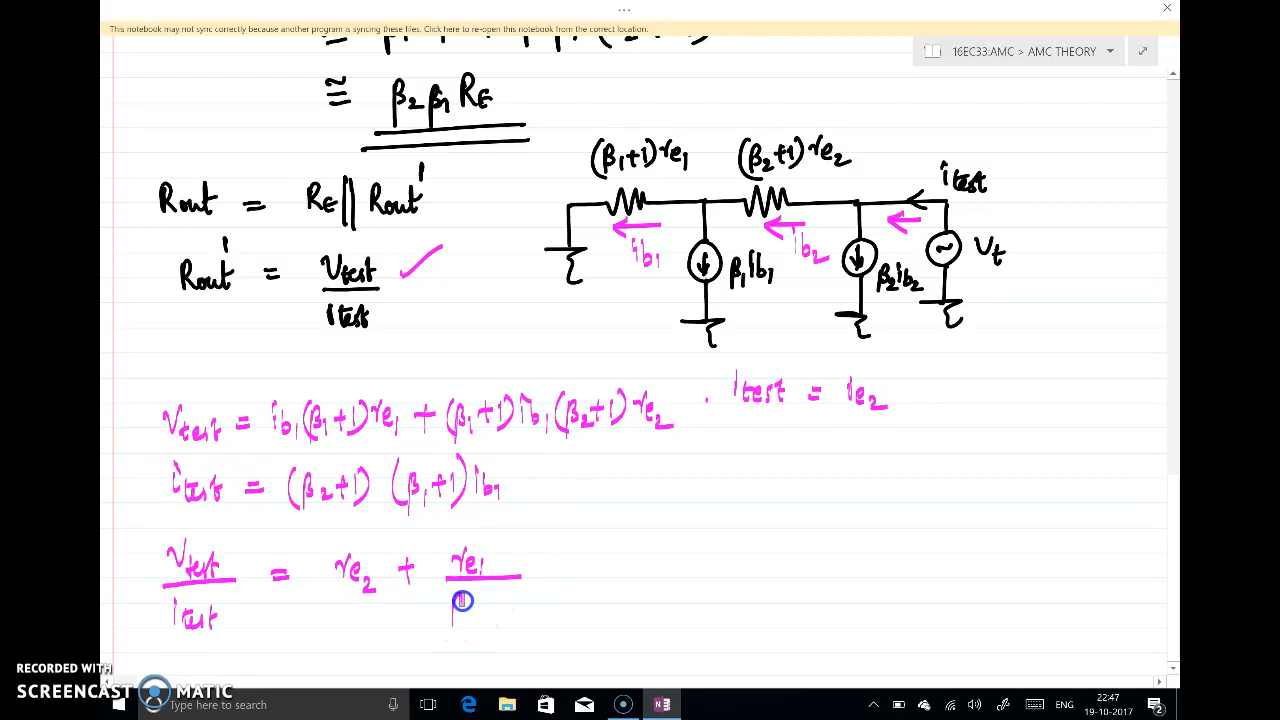 This notebook may not sync correctly because another program is syncing these files. Click here to re-open this notebook from the correct location.
16EC33:AMC > AMC THEORY
≅ β₂β₁ RE
(β₁+1)re₁ (β₂+1)re₂
itest
Rout = RE || Rout'
ib₁ ib₂ Vt
Rout' = Vtest / itest
β₁ib₁ β₂ib₂
Vtest = ib₁(β₁+1)re₁ + (β₁+1)ib₁(β₂+1)re₂ . itest = ie₂
itest = (β₂+1) (β₁+1)ib₁
Vtest / itest = re₂ + re₁ /
RECORDED WITH
SCREENCAST MATIC
Type here to search
ENG
22:47
19-10-2017
2